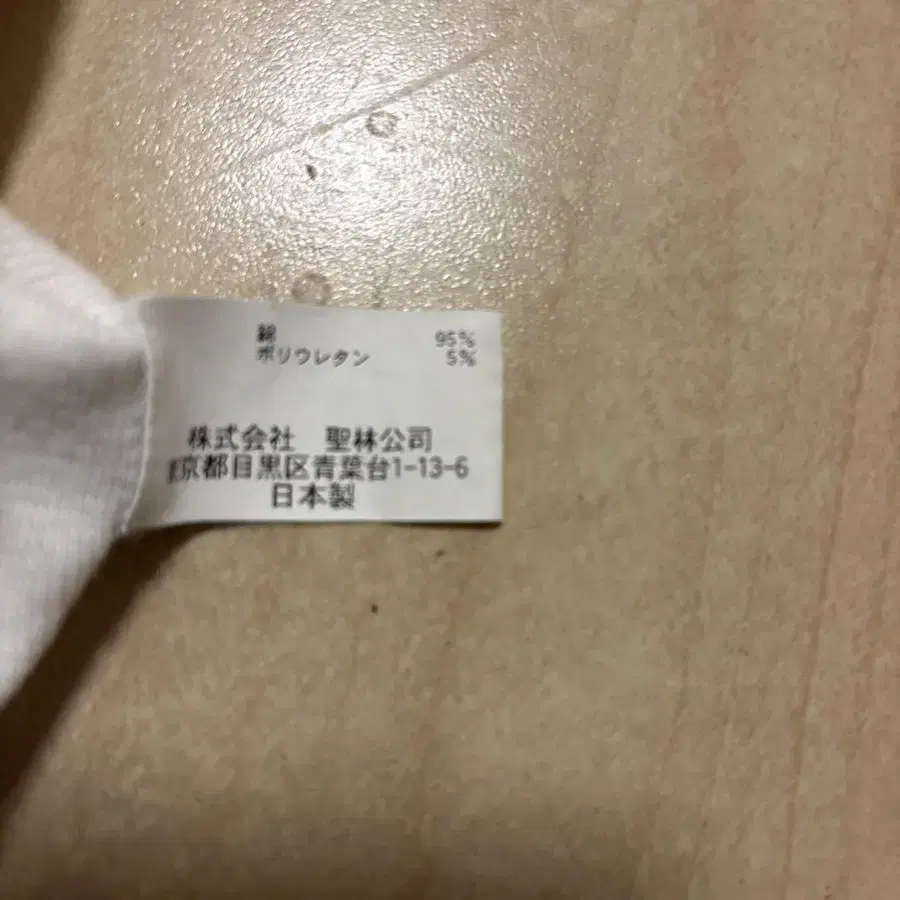 綿 95%
ポリウレタン 5%
株式会社 聖林公司
京都目黒区青葉台1-13-6
日本製